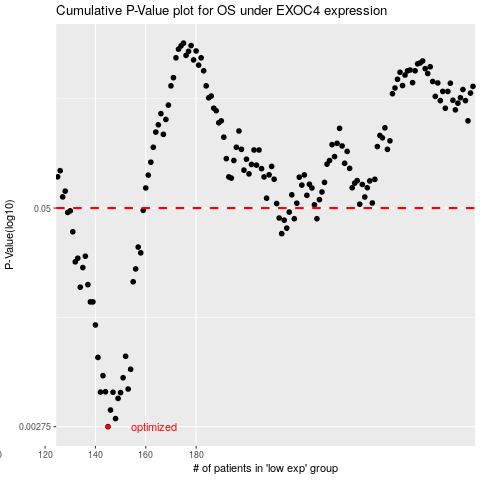 Cumulative P-Value plot for OS under EXOC4 expression
P-Value(log10)
0.05
0.00275
optimized
0 120 140 160 180
# of patients in 'low exp' group